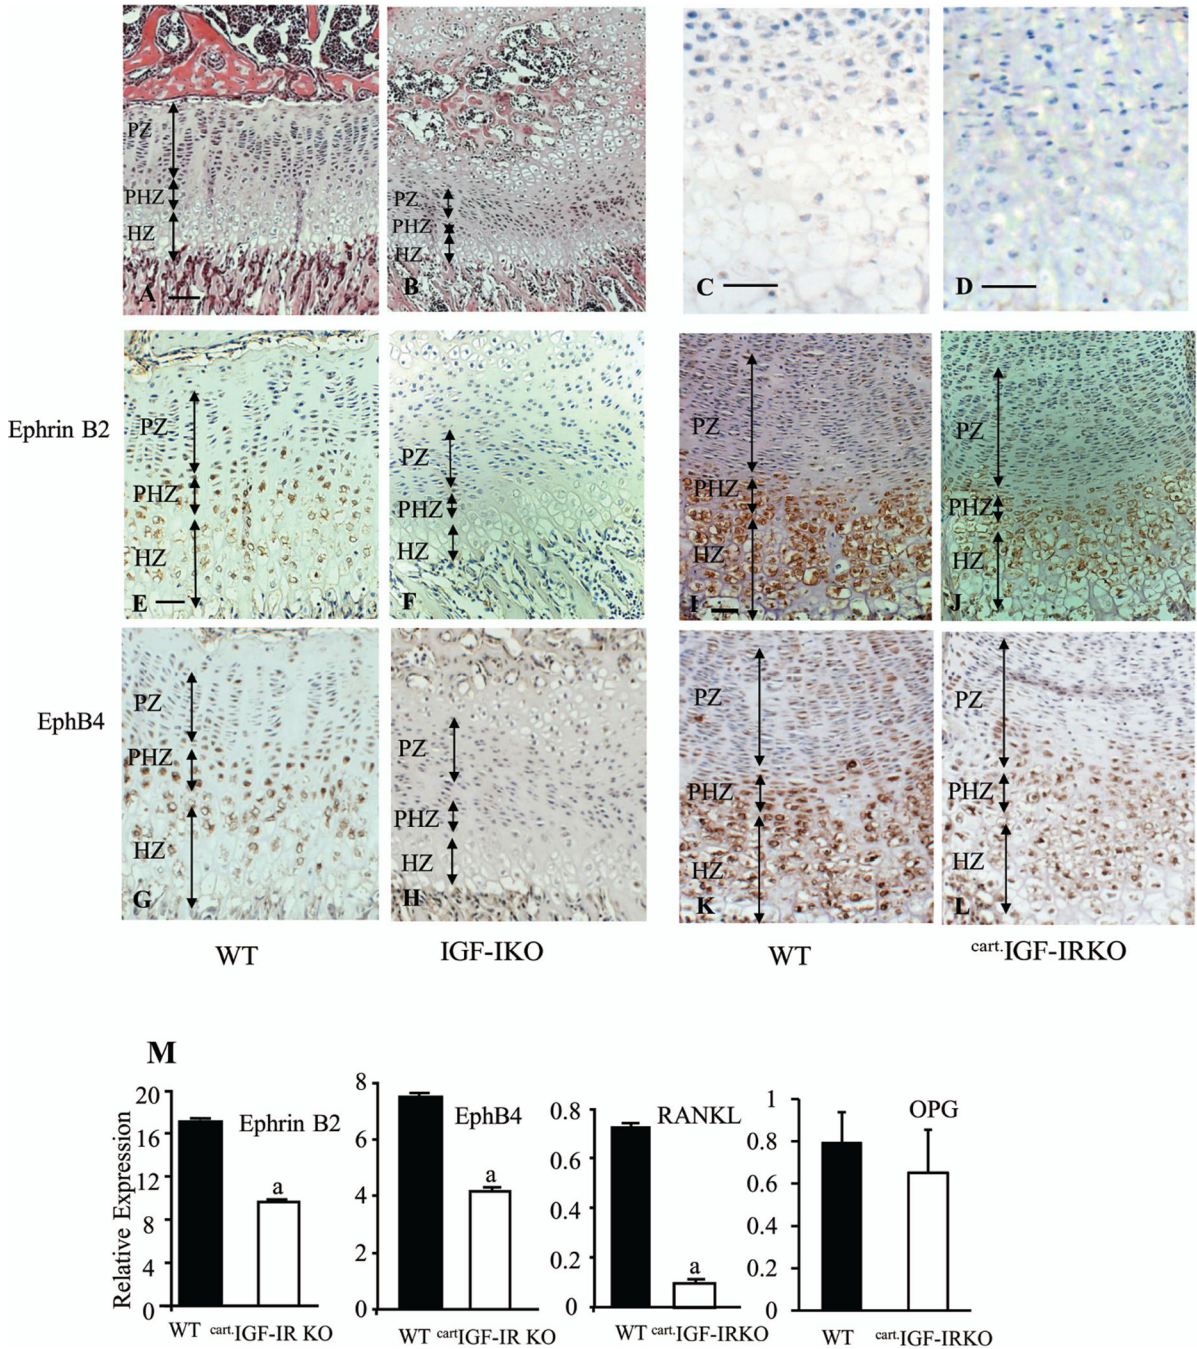 PZ
PHZ
HZ
A
PZ
PHZ
HZ
B
C
D
Ephrin B2
PZ
PHZ
HZ
E
PZ
PHZ
HZ
F
PZ
PHZ
HZ
I
PZ
PHZ
HZ
J
EphB4
PZ
PHZ
HZ
G
PZ
PHZ
HZ
H
PZ
PHZ
HZ
K
PZ
PHZ
HZ
L
WT
IGF-IKO
WT
cart.IGF-IRKO
M
Relative Expression
20
16
12
8
4
0
Ephrin B2
a
WT cart.IGF-IR KO
8
6
4
2
0
EphB4
a
WT cartIGF-IR KO
0.8
0.6
0.4
0.2
0
RANKL
a
WT cart.IGF-IRKO
1
0.8
0.6
0.4
0.2
0
OPG
WT cart.IGF-IRKO